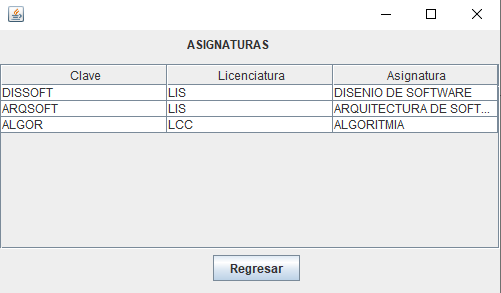 ASIGNATURAS
Clave Licenciatura Asignatura
DISSOFT LIS DISENIO DE SOFTWARE
ARQSOFT LIS ARQUITECTURA DE SOFT...
ALGOR LCC ALGORITMIA
Regresar